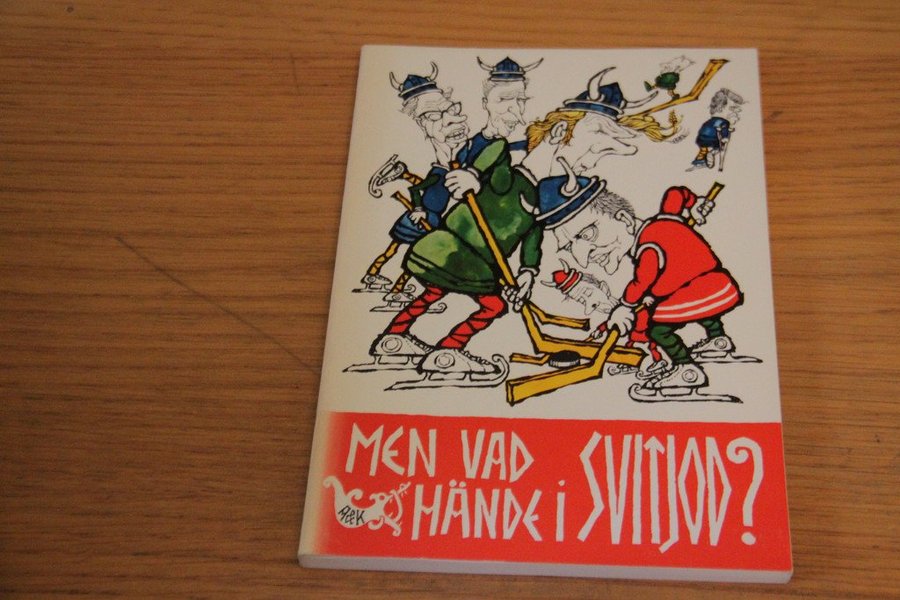 MEN VAD
HÄNDE i SVITJOD?